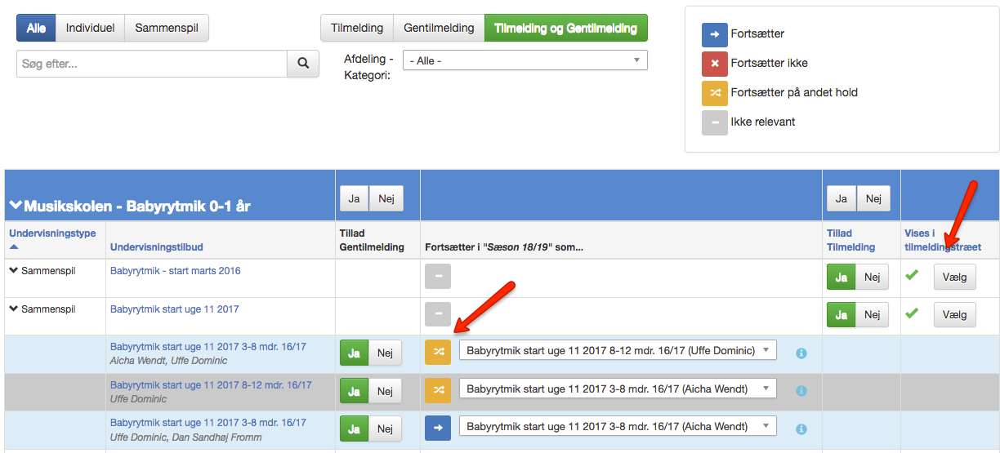 Alle Individuel Sammenspil
Tilmelding Gentilmelding Tilmelding og Gentilmelding
Søg efter...
Afdeling -
Kategori:
- Alle -
Fortsætter
Fortsætter ikke
Fortsætter på andet hold
Ikke relevant
Musikskolen - Babyrytmik 0-1 år Ja Nej Ja Nej
Undervisningstype Undervisningstilbud Tillad
Gentilmelding Fortsætter i "Sæson 18/19" som... Tillad
Tilmelding Vises i
tilmeldingstræet
Sammenspil Babyrytmik - start marts 2016 Ja Nej Vælg
Sammenspil Babyrytmik start uge 11 2017 Ja Nej Vælg
Babyrytmik start uge 11 2017 3-8 mdr. 16/17 Ja Nej Babyrytmik start uge 11 2017 8-12 mdr. 16/17 (Uffe Dominic)
Aicha Wendt, Uffe Dominic
Babyrytmik start uge 11 2017 8-12 mdr. 16/17 Ja Nej Babyrytmik start uge 11 2017 3-8 mdr. 16/17 (Aicha Wendt)
Uffe Dominic
Babyrytmik start uge 11 2017 3-8 mdr. 16/17 Ja Nej Babyrytmik start uge 11 2017 3-8 mdr. 16/17 (Aicha Wendt)
Uffe Dominic, Dan Sandhøj Fromm